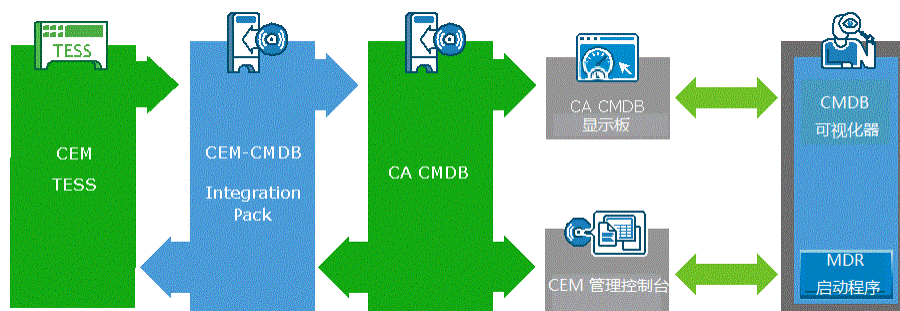 TESS
CEM
TESS
CEM-CMDB
Integration
Pack
CA CMDB
CA CMDB
显示板
CEM 管理控制台
CMDB
可视化器
MDR
启动程序